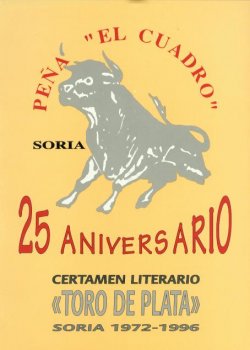 PEÑA "EL CUADRO"
SORIA
25 ANIVERSARIO
CERTAMEN LITERARIO
«TORO DE PLATA»
SORIA 1972-1996